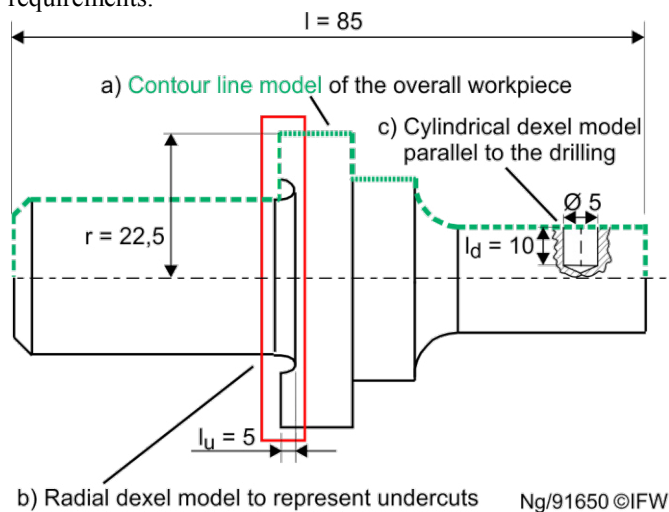 requirements.
l = 85
a) Contour line model of the overall workpiece
c) Cylindrical dexel model
parallel to the drilling
Ø 5
r = 22,5
ld = 10
lu = 5
b) Radial dexel model to represent undercuts
Ng/91650 ©IFW